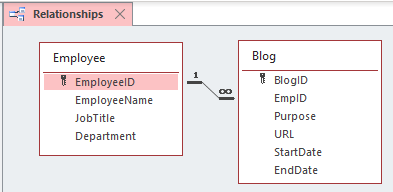 Relationships
Employee
EmployeeID
EmployeeName
JobTitle
Department
1
∞
Blog
BlogID
EmpID
Purpose
URL
StartDate
EndDate